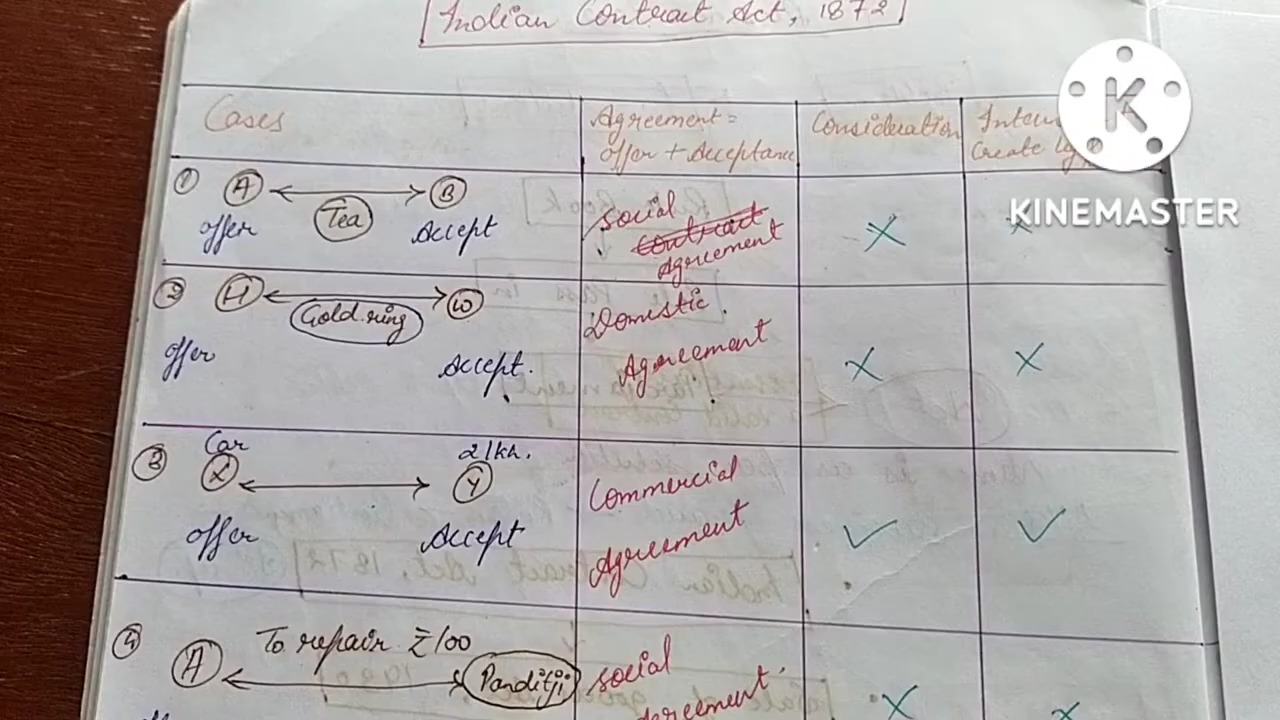 Indian Contract Act, 1872
Cases
Agreement =
offer + Acceptance
Consideration
Create
K
KINEMASTER
① A B
Tea
offer Accept
social
contract
Agreement
X
② H W
Gold ring
offer
Accept.
Domestic
Agreement
X X
Car 2 lkh.
③ X Y
offer Accept
Commercial
Agreement
✓ ✓
④ A To repair ₹100 Panditji
social
X X